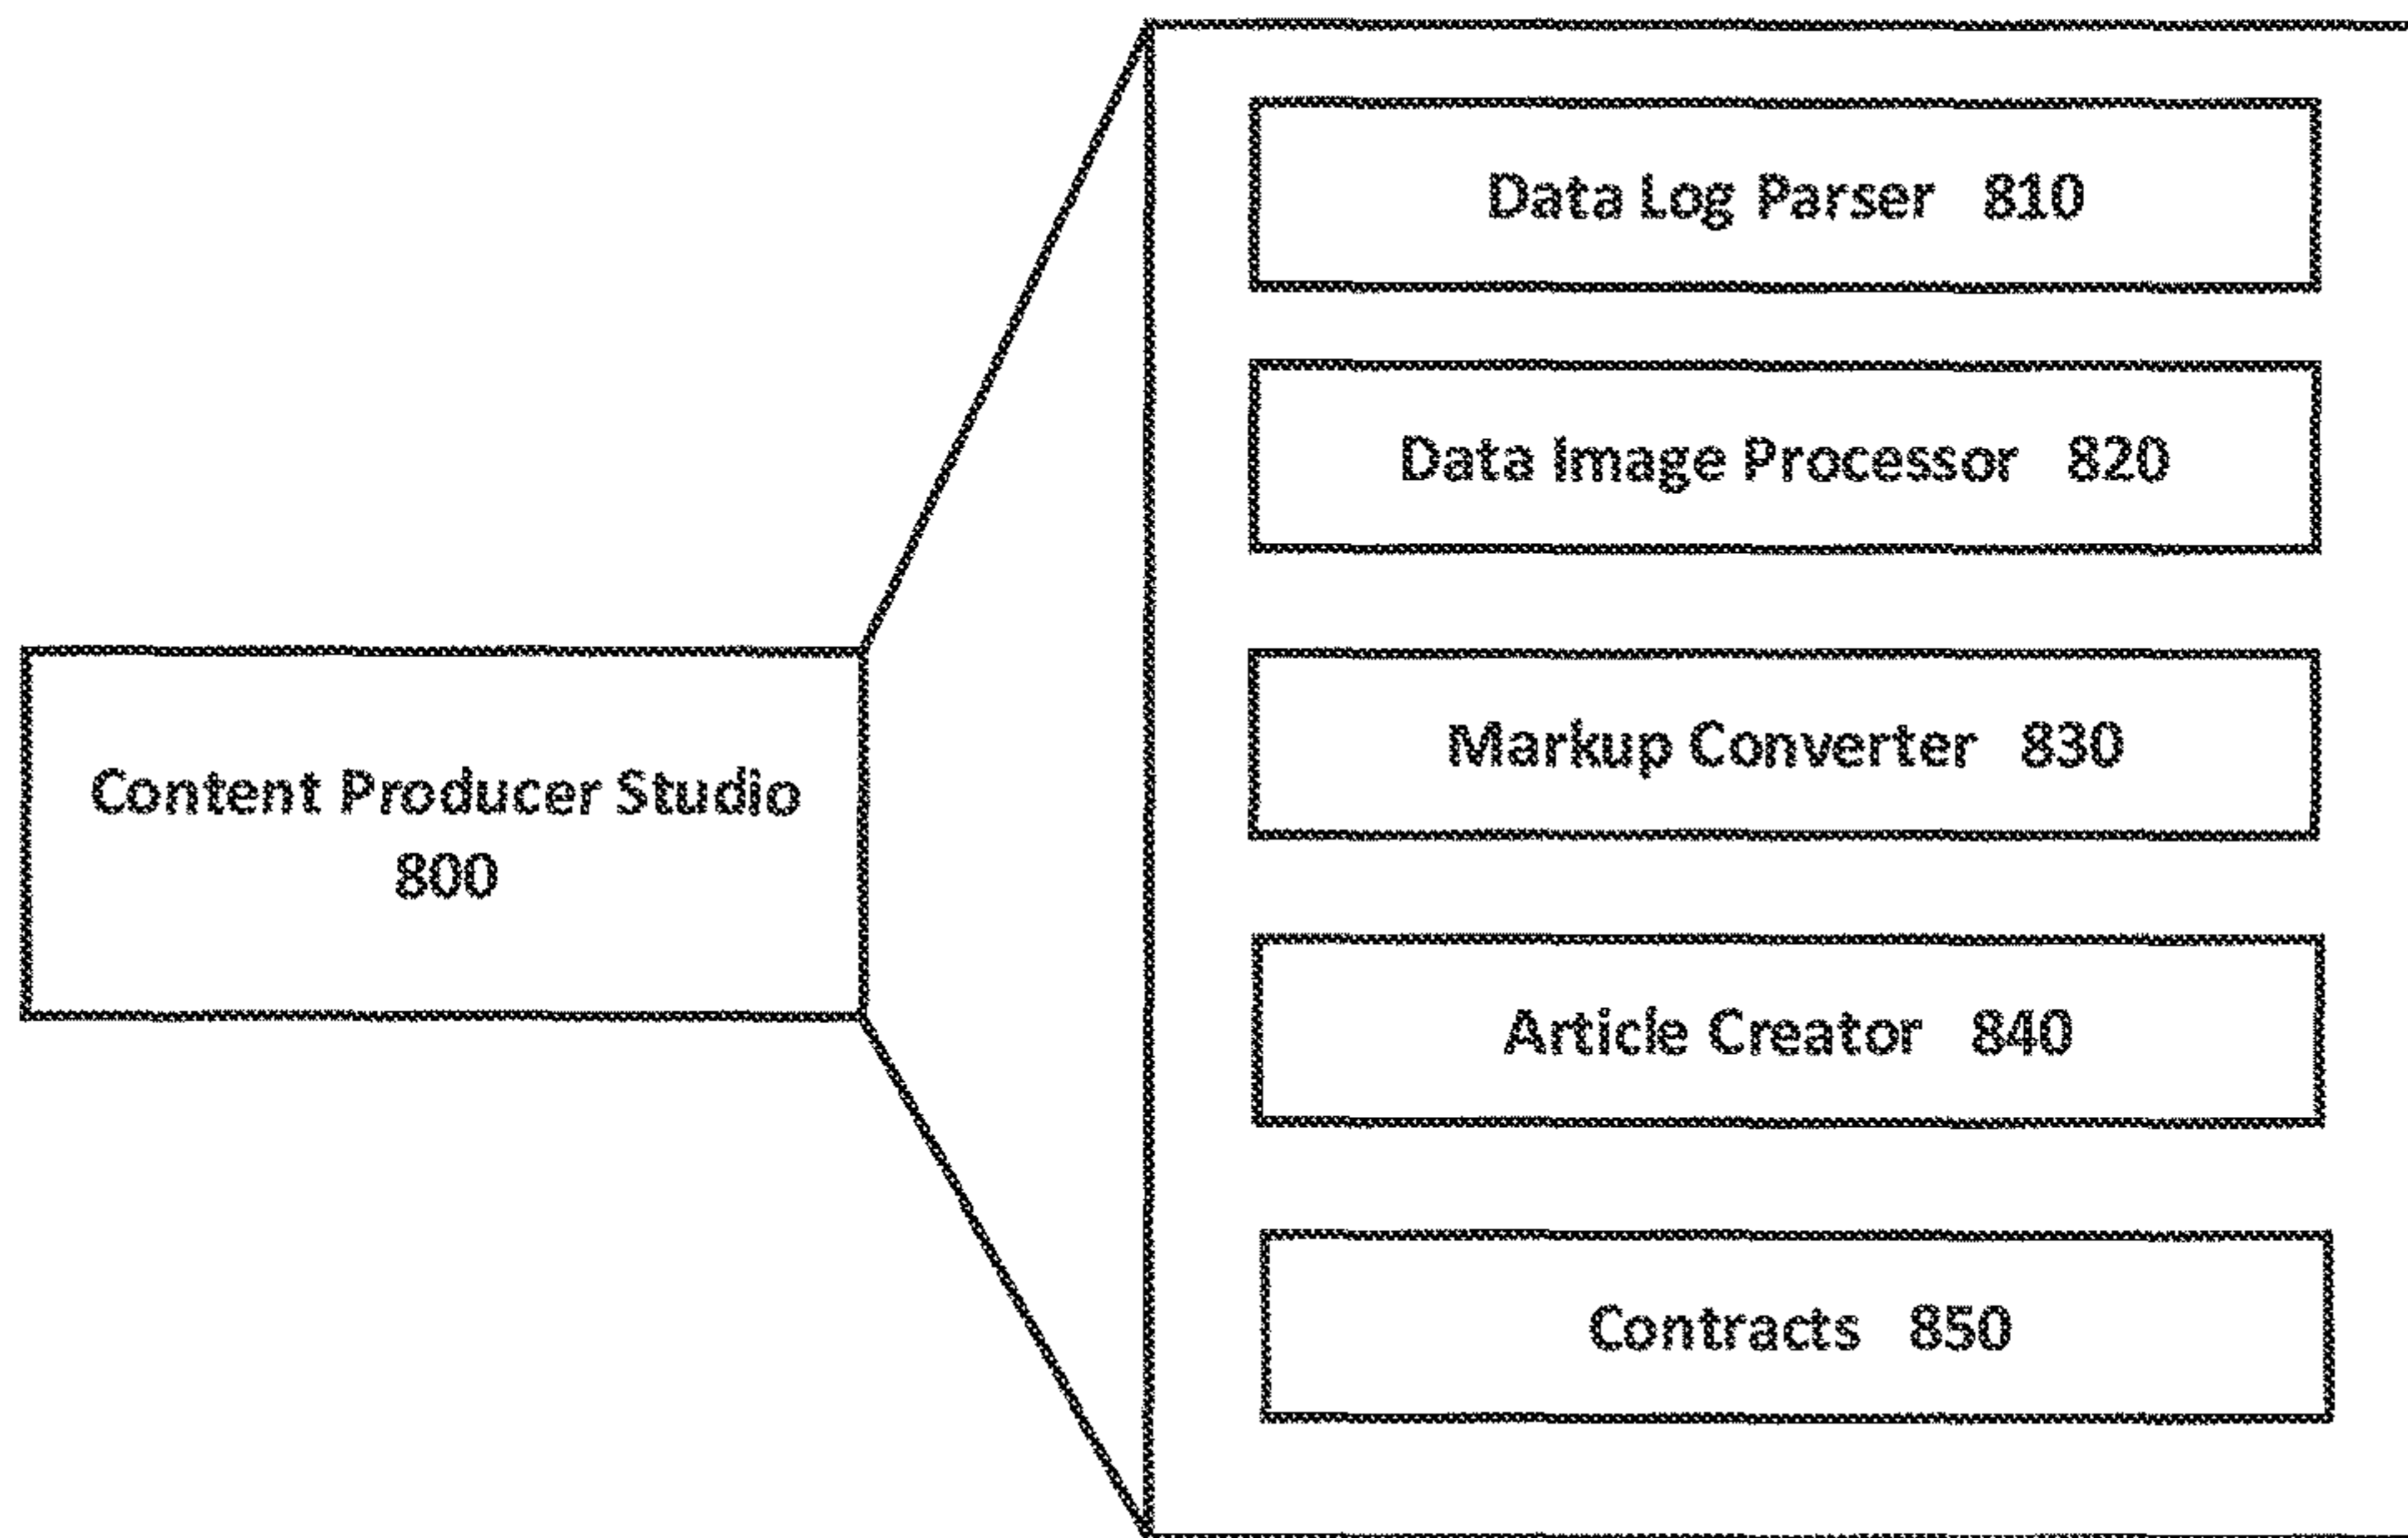 Content Producer Studio
800
Data Log Parser 810
Data Image Processor 820
Markup Converter 830
Article Creator 840
Contracts 850